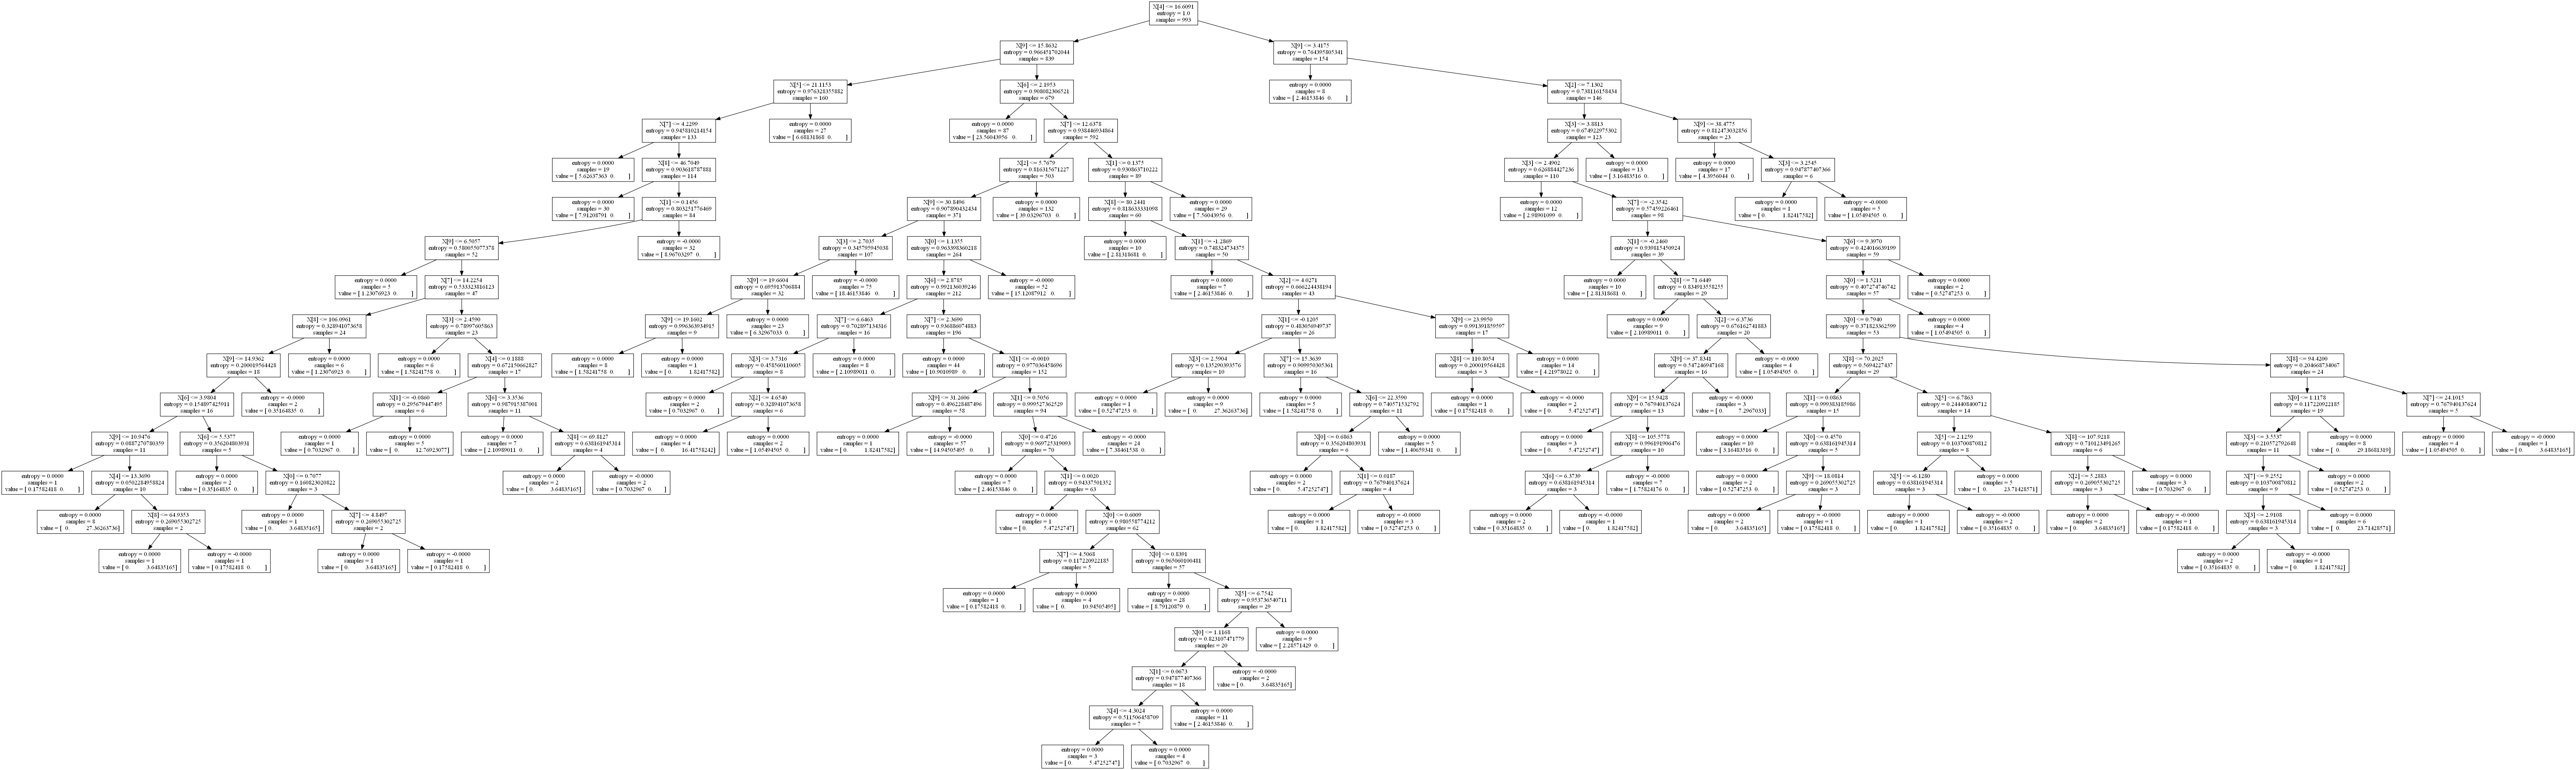 X[4] <= 16.6091
entropy = 1.0
samples = 993
X[9] <= 15.8632
entropy = 0.966451702044
samples = 839
X[9] <= 3.4175
entropy = 0.764395805341
samples = 154
X[5] <= 21.1153
entropy = 0.976328355882
samples = 160
X[6] <= 2.1953
entropy = 0.908082306521
samples = 679
entropy = 0.0000
samples = 8
value = [ 2.46153846 0. ]
X[2] <= 7.1302
entropy = 0.738116158434
samples = 146
X[7] <= 4.2299
entropy = 0.945810214154
samples = 133
entropy = 0.0000
samples = 27
value = [ 6.68131868 0. ]
entropy = 0.0000
samples = 87
value = [ 23.56043956 0. ]
X[7] <= 12.6378
entropy = 0.938446934864
samples = 592
X[5] <= 3.8813
entropy = 0.674922975302
samples = 123
X[9] <= 38.4775
entropy = 0.812473032856
samples = 23
entropy = 0.0000
samples = 19
value = [ 5.62637363 0. ]
X[8] <= 46.7049
entropy = 0.903618787881
samples = 114
X[2] <= 5.7679
entropy = 0.816315671227
samples = 503
X[1] <= 0.1375
entropy = 0.930863710222
samples = 89
X[3] <= 2.4902
entropy = 0.626884427236
samples = 110
entropy = 0.0000
samples = 13
value = [ 3.16483516 0. ]
entropy = 0.0000
samples = 17
value = [ 4.3956044 0. ]
X[3] <= 3.2545
entropy = 0.947877407366
samples = 6
entropy = 0.0000
samples = 30
value = [ 7.91208791 0. ]
X[1] <= 0.1456
entropy = 0.803251776469
samples = 84
X[9] <= 30.8496
entropy = 0.907890432434
samples = 371
entropy = 0.0000
samples = 132
value = [ 39.03296703 0. ]
X[8] <= 80.2441
entropy = 0.818633331098
samples = 60
entropy = 0.0000
samples = 29
value = [ 7.56043956 0. ]
entropy = 0.0000
samples = 12
value = [ 2.98901099 0. ]
X[7] <= -2.3542
entropy = 0.57459226461
samples = 98
entropy = 0.0000
samples = 1
value = [ 0. 1.82417582]
entropy = -0.0000
samples = 5
value = [ 1.05494505 0. ]
X[9] <= 6.5057
entropy = 0.580055077378
samples = 52
entropy = -0.0000
samples = 32
value = [ 8.96703297 0. ]
X[3] <= 2.7035
entropy = 0.345795945038
samples = 107
X[0] <= 1.1355
entropy = 0.963398360218
samples = 264
entropy = 0.0000
samples = 10
value = [ 2.81318681 0. ]
X[1] <= -1.2869
entropy = 0.748324734375
samples = 50
X[1] <= -0.2460
entropy = 0.939815450924
samples = 39
X[6] <= 9.3970
entropy = 0.424016639199
samples = 59
entropy = 0.0000
samples = 5
value = [ 1.23076923 0. ]
X[7] <= 14.2254
entropy = 0.533323816123
samples = 47
X[9] <= 19.6604
entropy = 0.695913706884
samples = 32
entropy = -0.0000
samples = 75
value = [ 18.46153846 0. ]
X[6] <= 2.8785
entropy = 0.992136039246
samples = 212
entropy = -0.0000
samples = 52
value = [ 15.12087912 0. ]
entropy = 0.0000
samples = 7
value = [ 2.46153846 0. ]
X[2] <= 4.0271
entropy = 0.666224438194
samples = 43
entropy = 0.0000
samples = 10
value = [ 2.81318681 0. ]
X[8] <= 71.6449
entropy = 0.834913558255
samples = 29
X[0] <= 1.5211
entropy = 0.407274746742
samples = 57
entropy = 0.0000
samples = 2
value = [ 0.52747253 0. ]
X[8] <= 106.0961
entropy = 0.328941073658
samples = 24
X[3] <= 2.4590
entropy = 0.78997605863
samples = 23
X[9] <= 19.1602
entropy = 0.996363934915
samples = 9
entropy = 0.0000
samples = 23
value = [ 6.32967033 0. ]
X[7] <= 6.6463
entropy = 0.702897134316
samples = 16
X[7] <= 2.3690
entropy = 0.936886074883
samples = 196
X[1] <= -0.1205
entropy = 0.483056949737
samples = 26
X[9] <= 23.9950
entropy = 0.991391859597
samples = 17
entropy = 0.0000
samples = 9
value = [ 2.10989011 0. ]
X[2] <= 6.3736
entropy = 0.676162741883
samples = 20
X[0] <= 0.7940
entropy = 0.371823362599
samples = 53
entropy = 0.0000
samples = 4
value = [ 1.05494505 0. ]
X[9] <= 14.9362
entropy = 0.200019564428
samples = 18
entropy = 0.0000
samples = 6
value = [ 1.23076923 0. ]
entropy = 0.0000
samples = 6
value = [ 1.58241758 0. ]
X[4] <= 0.1888
entropy = 0.672150662827
samples = 17
entropy = 0.0000
samples = 8
value = [ 1.58241758 0. ]
entropy = 0.0000
samples = 1
value = [ 0. 1.82417582]
X[3] <= 3.7316
entropy = 0.458560110605
samples = 8
entropy = 0.0000
samples = 8
value = [ 2.10989011 0. ]
entropy = 0.0000
samples = 44
value = [ 10.9010989 0. ]
X[1] <= -0.0010
entropy = 0.977036458696
samples = 152
X[3] <= 2.5904
entropy = 0.135290393576
samples = 10
X[7] <= 15.3639
entropy = 0.909950305361
samples = 16
X[8] <= 110.8054
entropy = 0.200019564428
samples = 3
entropy = 0.0000
samples = 14
value = [ 4.21978022 0. ]
X[9] <= 37.8341
entropy = 0.547246947168
samples = 16
entropy = -0.0000
samples = 4
value = [ 1.05494505 0. ]
X[8] <= 70.2025
entropy = 0.5694227437
samples = 29
X[8] <= 94.4200
entropy = 0.204668734067
samples = 24
X[6] <= 3.9804
entropy = 0.154897425911
samples = 16
entropy = -0.0000
samples = 2
value = [ 0.35164835 0. ]
X[1] <= -0.0860
entropy = 0.295679447495
samples = 6
X[6] <= 3.3536
entropy = 0.987915387001
samples = 11
entropy = 0.0000
samples = 2
value = [ 0.7032967 0. ]
X[2] <= 4.6540
entropy = 0.328941073658
samples = 6
X[9] <= 31.2606
entropy = 0.496228487496
samples = 58
X[1] <= 0.5056
entropy = 0.999527362529
samples = 94
entropy = 0.0000
samples = 1
value = [ 0.52747253 0. ]
entropy = 0.0000
samples = 9
value = [ 0. 27.36263736]
entropy = 0.0000
samples = 5
value = [ 1.58241758 0. ]
X[6] <= 22.3590
entropy = 0.740571532792
samples = 11
entropy = 0.0000
samples = 1
value = [ 0.17582418 0. ]
entropy = -0.0000
samples = 2
value = [ 0. 5.47252747]
X[9] <= 15.9428
entropy = 0.767940137624
samples = 13
entropy = -0.0000
samples = 3
value = [ 0. 7.2967033]
X[1] <= 0.0863
entropy = 0.999383185986
samples = 15
X[5] <= 6.7863
entropy = 0.244408400712
samples = 14
X[0] <= 1.1178
entropy = 0.117220922185
samples = 19
X[7] <= 24.1015
entropy = 0.767940137624
samples = 5
X[9] <= 10.9476
entropy = 0.0887270780359
samples = 11
X[6] <= 5.5377
entropy = 0.356204803931
samples = 5
entropy = 0.0000
samples = 1
value = [ 0.7032967 0. ]
entropy = 0.0000
samples = 5
value = [ 0. 12.76923077]
entropy = 0.0000
samples = 7
value = [ 2.10989011 0. ]
X[8] <= 69.8127
entropy = 0.638161945314
samples = 4
entropy = 0.0000
samples = 4
value = [ 0. 16.41758242]
entropy = 0.0000
samples = 2
value = [ 1.05494505 0. ]
entropy = 0.0000
samples = 1
value = [ 0. 1.82417582]
entropy = -0.0000
samples = 57
value = [ 14.94505495 0. ]
X[0] <= 0.4726
entropy = 0.969725319093
samples = 70
entropy = -0.0000
samples = 24
value = [ 7.38461538 0. ]
X[0] <= 0.6863
entropy = 0.356204803931
samples = 6
entropy = 0.0000
samples = 5
value = [ 1.40659341 0. ]
entropy = 0.0000
samples = 3
value = [ 0. 5.47252747]
X[8] <= 105.5778
entropy = 0.996191906476
samples = 10
entropy = 0.0000
samples = 10
value = [ 3.16483516 0. ]
X[0] <= 0.4570
entropy = 0.638161945314
samples = 5
X[5] <= 2.1259
entropy = 0.103700870812
samples = 8
X[8] <= 107.9218
entropy = 0.710123491265
samples = 6
X[3] <= 3.5537
entropy = 0.210572792688
samples = 11
entropy = 0.0000
samples = 8
value = [ 0. 29.18681319]
entropy = 0.0000
samples = 4
value = [ 1.05494505 0. ]
entropy = -0.0000
samples = 1
value = [ 0. 3.64835165]
entropy = 0.0000
samples = 1
value = [ 0.17582418 0. ]
X[4] <= 13.3690
entropy = 0.0502284958824
samples = 10
entropy = 0.0000
samples = 2
value = [ 0.35164835 0. ]
X[0] <= 0.7077
entropy = 0.160823020822
samples = 3
entropy = 0.0000
samples = 2
value = [ 0. 3.64835165]
entropy = -0.0000
samples = 2
value = [ 0.7032967 0. ]
entropy = 0.0000
samples = 7
value = [ 2.46153846 0. ]
X[1] <= 0.0020
entropy = 0.94337501352
samples = 63
entropy = 0.0000
samples = 2
value = [ 0. 5.47252747]
X[1] <= 0.0187
entropy = 0.767940137624
samples = 4
X[6] <= 6.3739
entropy = 0.638161945314
samples = 3
entropy = -0.0000
samples = 7
value = [ 1.75824176 0. ]
entropy = 0.0000
samples = 2
value = [ 0.52747253 0. ]
X[9] <= 18.0814
entropy = 0.269055302725
samples = 3
X[5] <= -6.1280
entropy = 0.638161945314
samples = 3
entropy = 0.0000
samples = 5
value = [ 0. 23.71428571]
X[2] <= 5.2883
entropy = 0.269055302725
samples = 3
entropy = 0.0000
samples = 3
value = [ 0.7032967 0. ]
X[7] <= 9.2552
entropy = 0.103700870812
samples = 9
entropy = 0.0000
samples = 2
value = [ 0.52747253 0. ]
entropy = 0.0000
samples = 8
value = [ 0. 27.36263736]
X[8] <= 64.9353
entropy = 0.269055302725
samples = 2
entropy = 0.0000
samples = 1
value = [ 0. 3.64835165]
X[7] <= 4.8497
entropy = 0.269055302725
samples = 2
entropy = 0.0000
samples = 1
value = [ 0. 5.47252747]
X[0] <= 0.6009
entropy = 0.980558774212
samples = 62
entropy = 0.0000
samples = 1
value = [ 0. 1.82417582]
entropy = -0.0000
samples = 3
value = [ 0.52747253 0. ]
entropy = 0.0000
samples = 2
value = [ 0.35164835 0. ]
entropy = -0.0000
samples = 1
value = [ 0. 1.82417582]
entropy = 0.0000
samples = 2
value = [ 0. 3.64835165]
entropy = -0.0000
samples = 1
value = [ 0.17582418 0. ]
entropy = 0.0000
samples = 1
value = [ 0. 1.82417582]
entropy = -0.0000
samples = 2
value = [ 0.35164835 0. ]
entropy = 0.0000
samples = 2
value = [ 0. 3.64835165]
entropy = -0.0000
samples = 1
value = [ 0.17582418 0. ]
X[3] <= 2.9108
entropy = 0.638161945314
samples = 3
entropy = 0.0000
samples = 6
value = [ 0. 23.71428571]
entropy = 0.0000
samples = 1
value = [ 0. 3.64835165]
entropy = -0.0000
samples = 1
value = [ 0.17582418 0. ]
entropy = 0.0000
samples = 1
value = [ 0. 3.64835165]
entropy = -0.0000
samples = 1
value = [ 0.17582418 0. ]
X[7] <= 4.5068
entropy = 0.117220922185
samples = 5
X[0] <= 0.8391
entropy = 0.965060100481
samples = 57
entropy = 0.0000
samples = 2
value = [ 0.35164835 0. ]
entropy = -0.0000
samples = 1
value = [ 0. 1.82417582]
entropy = 0.0000
samples = 1
value = [ 0.17582418 0. ]
entropy = 0.0000
samples = 4
value = [ 0. 10.94505495]
entropy = 0.0000
samples = 28
value = [ 8.79120879 0. ]
X[5] <= 6.7542
entropy = 0.953736540711
samples = 29
X[0] <= 1.1168
entropy = 0.823107471779
samples = 20
entropy = 0.0000
samples = 9
value = [ 2.28571429 0. ]
X[1] <= 0.0673
entropy = 0.947877407366
samples = 18
entropy = -0.0000
samples = 2
value = [ 0. 3.64835165]
X[4] <= 4.3024
entropy = 0.511506458709
samples = 7
entropy = 0.0000
samples = 11
value = [ 2.46153846 0. ]
entropy = 0.0000
samples = 3
value = [ 0. 5.47252747]
entropy = 0.0000
samples = 4
value = [ 0.7032967 0. ]